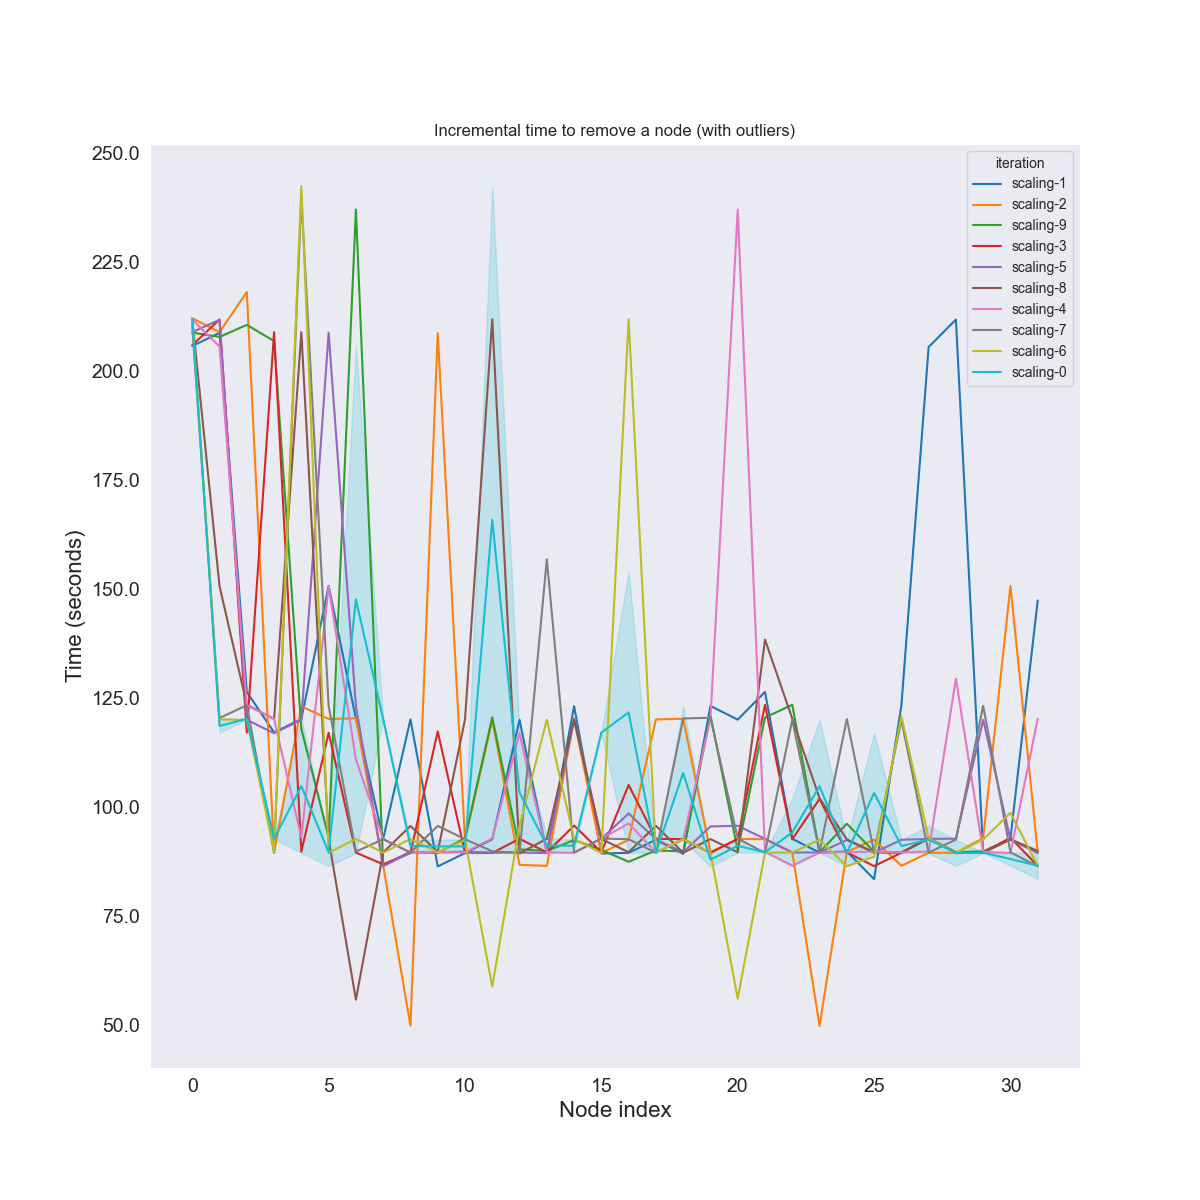 Incremental time to remove a node (with outliers)
250.0
225.0
200.0
175.0
150.0
125.0
100.0
75.0
50.0
Time (seconds)
0 5 10 15 20 25 30
Node index
iteration
scaling-1
scaling-2
scaling-9
scaling-3
scaling-5
scaling-8
scaling-4
scaling-7
scaling-6
scaling-0